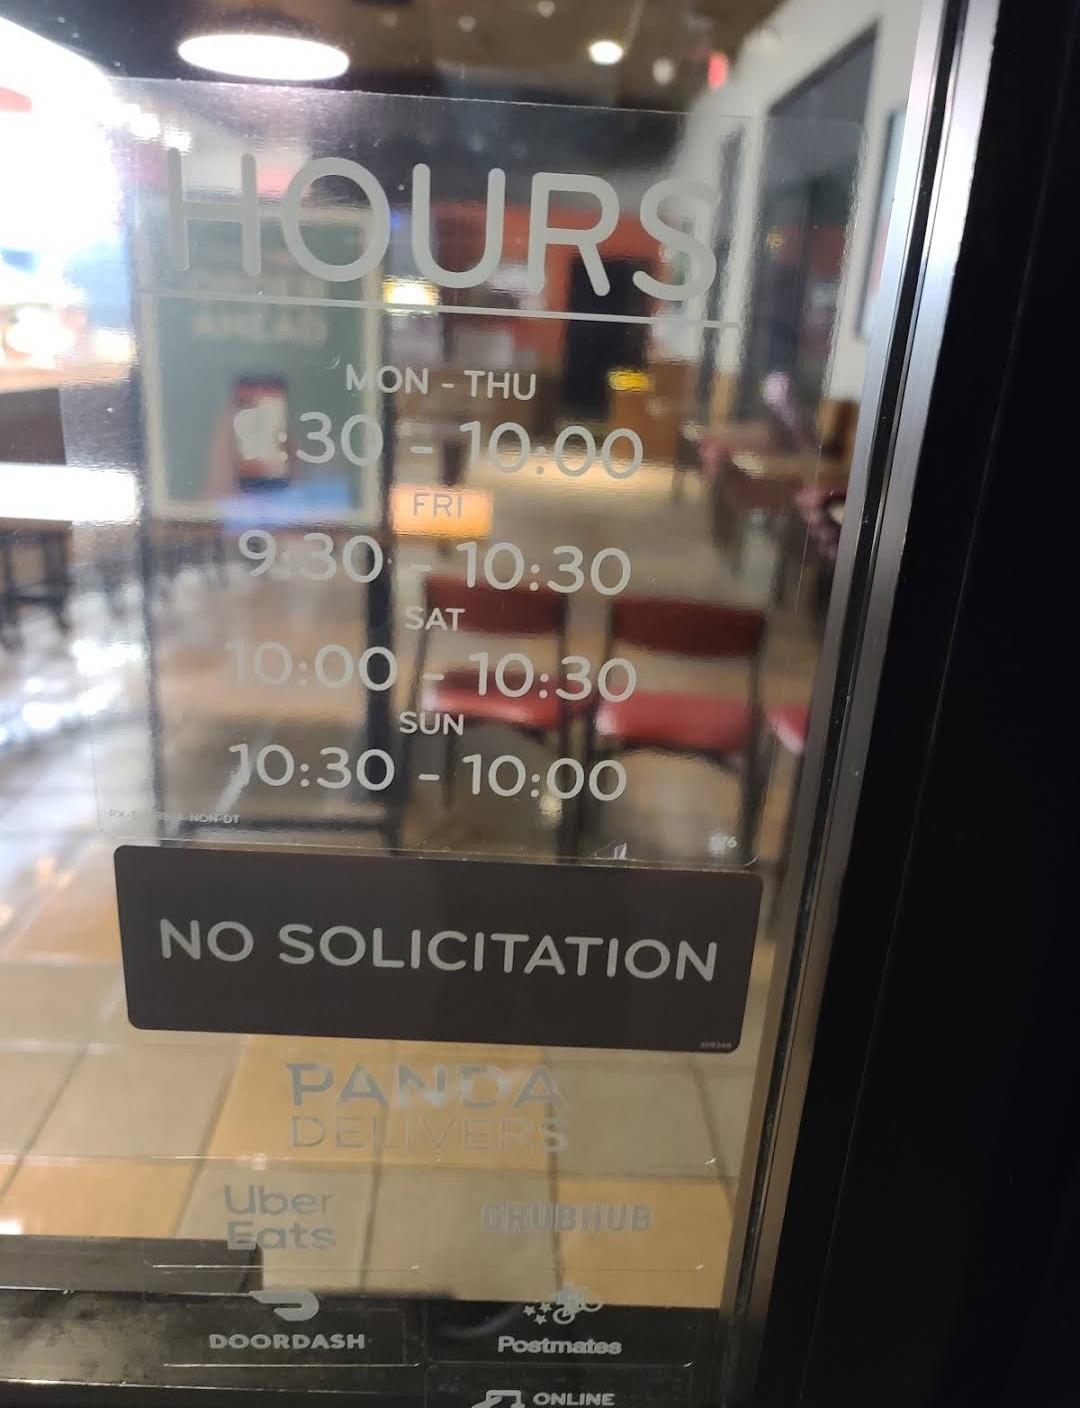 HOURS
AHEAD
MON - THU
:30 - 10:00
FRI
9:30 - 10:30
SAT
10:00 - 10:30
SUN
10:30 - 10:00
NO SOLICITATION
PANDA
DELIVERS
Uber
Eats
GRUBHUB
DOORDASH
Postmates
ONLINE